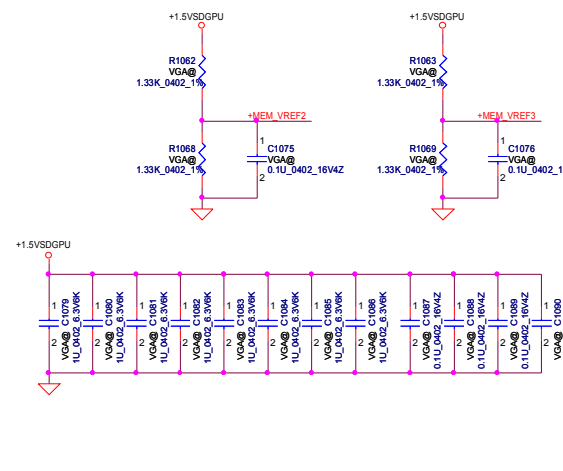 +1.5VSDGPU
R1062
VGA@
1.33K_0402_1%
+MEM_VREF2
R1068
VGA@
1.33K_0402_1%
1
2
C1075
VGA@
0.1U_0402_16V4Z
+1.5VSDGPU
R1063
VGA@
1.33K_0402_1%
+MEM_VREF3
R1069
VGA@
1.33K_0402_1%
1
2
C1076
VGA@
0.1U_0402_1
+1.5VSDGPU
1
2
VGA@ C1079
1U_0402_6.3V6K
1
2
VGA@ C1080
1U_0402_6.3V6K
1
2
VGA@ C1081
1U_0402_6.3V6K
1
2
VGA@ C1082
1U_0402_6.3V6K
1
2
VGA@ C1083
1U_0402_6.3V6K
1
2
VGA@ C1084
1U_0402_6.3V6K
1
2
VGA@ C1085
1U_0402_6.3V6K
1
2
VGA@ C1086
1U_0402_6.3V6K
1
2
VGA@ C1087
0.1U_0402_16V4Z
1
2
VGA@ C1088
0.1U_0402_16V4Z
1
2
VGA@ C1089
0.1U_0402_16V4Z
1
2
VGA@ C1090